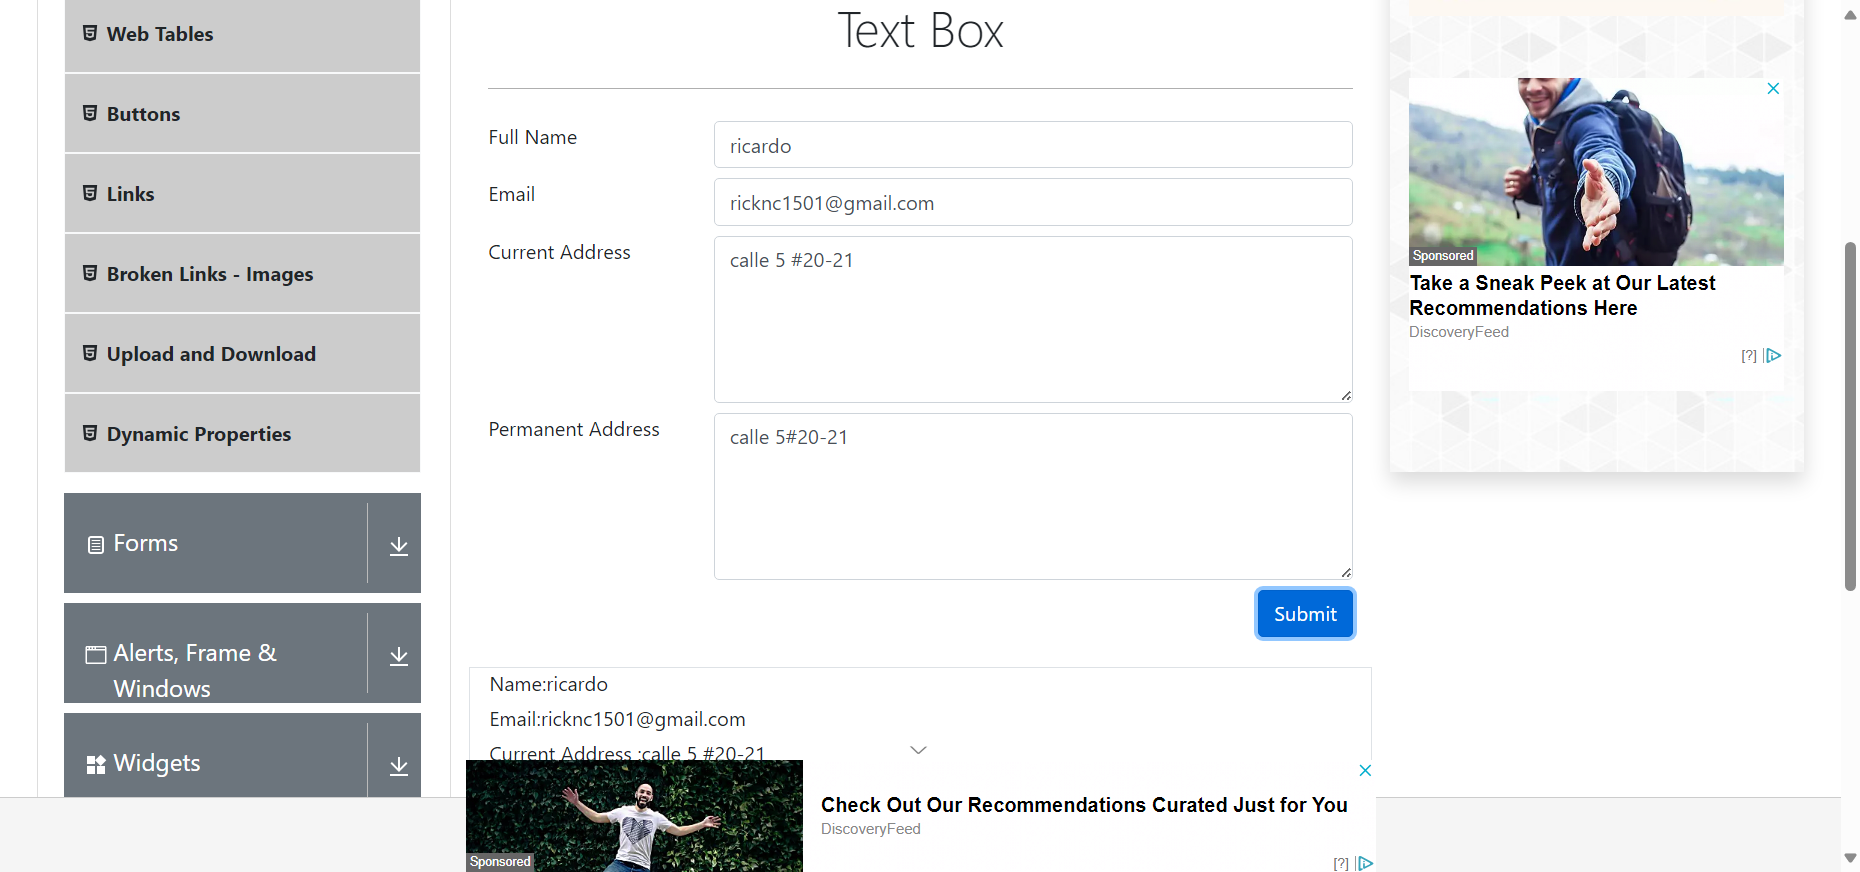 Web Tables
Buttons
Links
Broken Links - Images
Upload and Download
Dynamic Properties
Forms
Alerts, Frame &
Windows
Widgets
Text Box
Full Name
ricardo
Email
ricknc1501@gmail.com
Current Address
calle 5 #20-21
Permanent Address
calle 5#20-21
Submit
Name:ricardo
Email:ricknc1501@gmail.com
Current Address :calle 5 #20-21
Sponsored
Check Out Our Recommendations Curated Just for You
DiscoveryFeed
[?]
Sponsored
Take a Sneak Peek at Our Latest
Recommendations Here
DiscoveryFeed
[?]